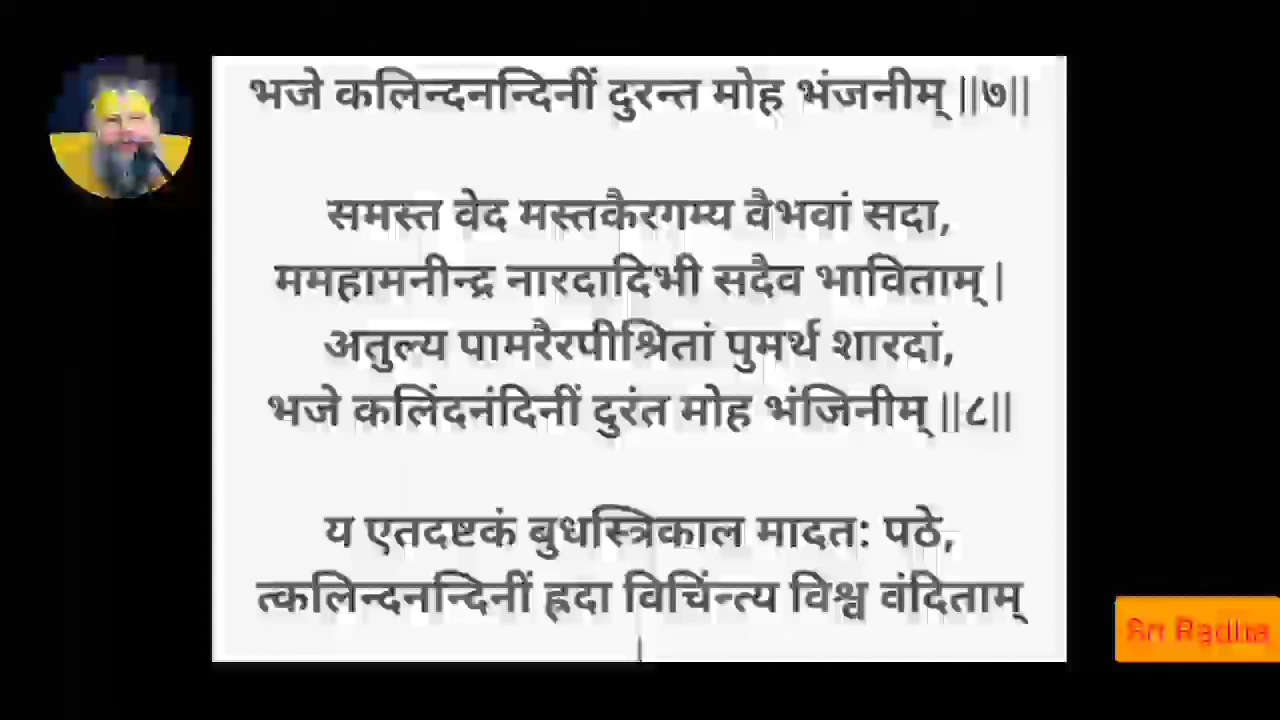 भजे कलिन्दनन्दिनीं दुरन्त मोह भंजनीम् ||७||
समस्त वेद मस्तकैरगम्य वैभवां सदा,
ममहामनीन्द्र नारदादिभी सदैव भाविताम् |
अतुल्य पामरैरपीश्रितां पुमर्थ शारदां,
भजे कलिंदनंदिनीं दुरंत मोह भंजिनीम् ||८||
य एतदष्टकं बुधस्त्रिकाल मादत: पठे,
त्कलिन्दनन्दिनीं ह्रदा विचिंन्त्य विश्व वंदिताम्
|
Sri Radha